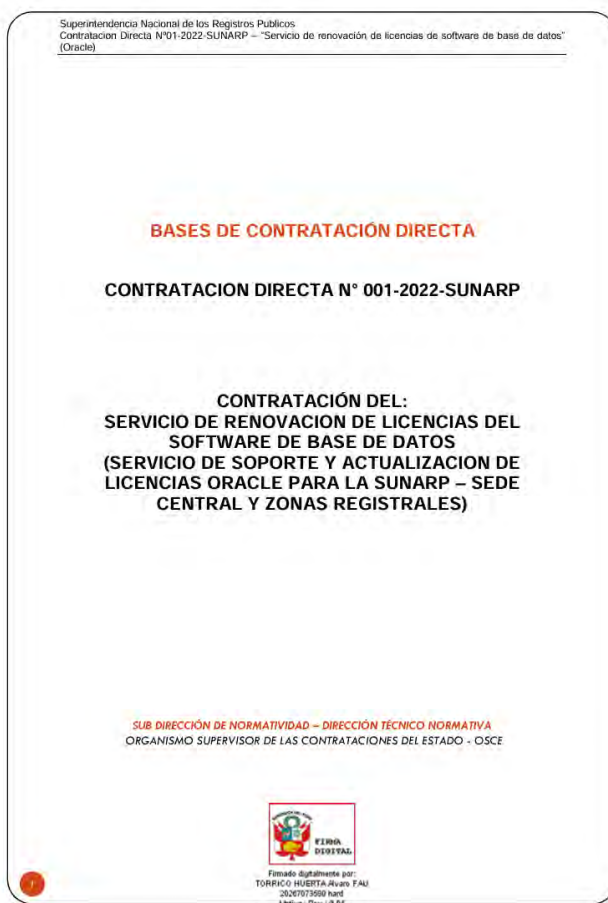 Superintendencia Nacional de los Registros Publicos
Contratacion Directa Nº01-2022-SUNARP – "Servicio de renovación de licencias de software de base de datos"
(Oracle)
BASES DE CONTRATACIÓN DIRECTA
CONTRATACION DIRECTA N° 001-2022-SUNARP
CONTRATACIÓN DEL:
SERVICIO DE RENOVACION DE LICENCIAS DEL
SOFTWARE DE BASE DE DATOS
(SERVICIO DE SOPORTE Y ACTUALIZACION DE
LICENCIAS ORACLE PARA LA SUNARP – SEDE
CENTRAL Y ZONAS REGISTRALES)
SUB DIRECCIÓN DE NORMATIVIDAD – DIRECCIÓN TÉCNICO NORMATIVA
ORGANISMO SUPERVISOR DE LAS CONTRATACIONES DEL ESTADO - OSCE
FIRMA
DIGITAL
Firmado digitalmente por:
TORRICO HUERTA Alvaro FAU
20267073580 hard